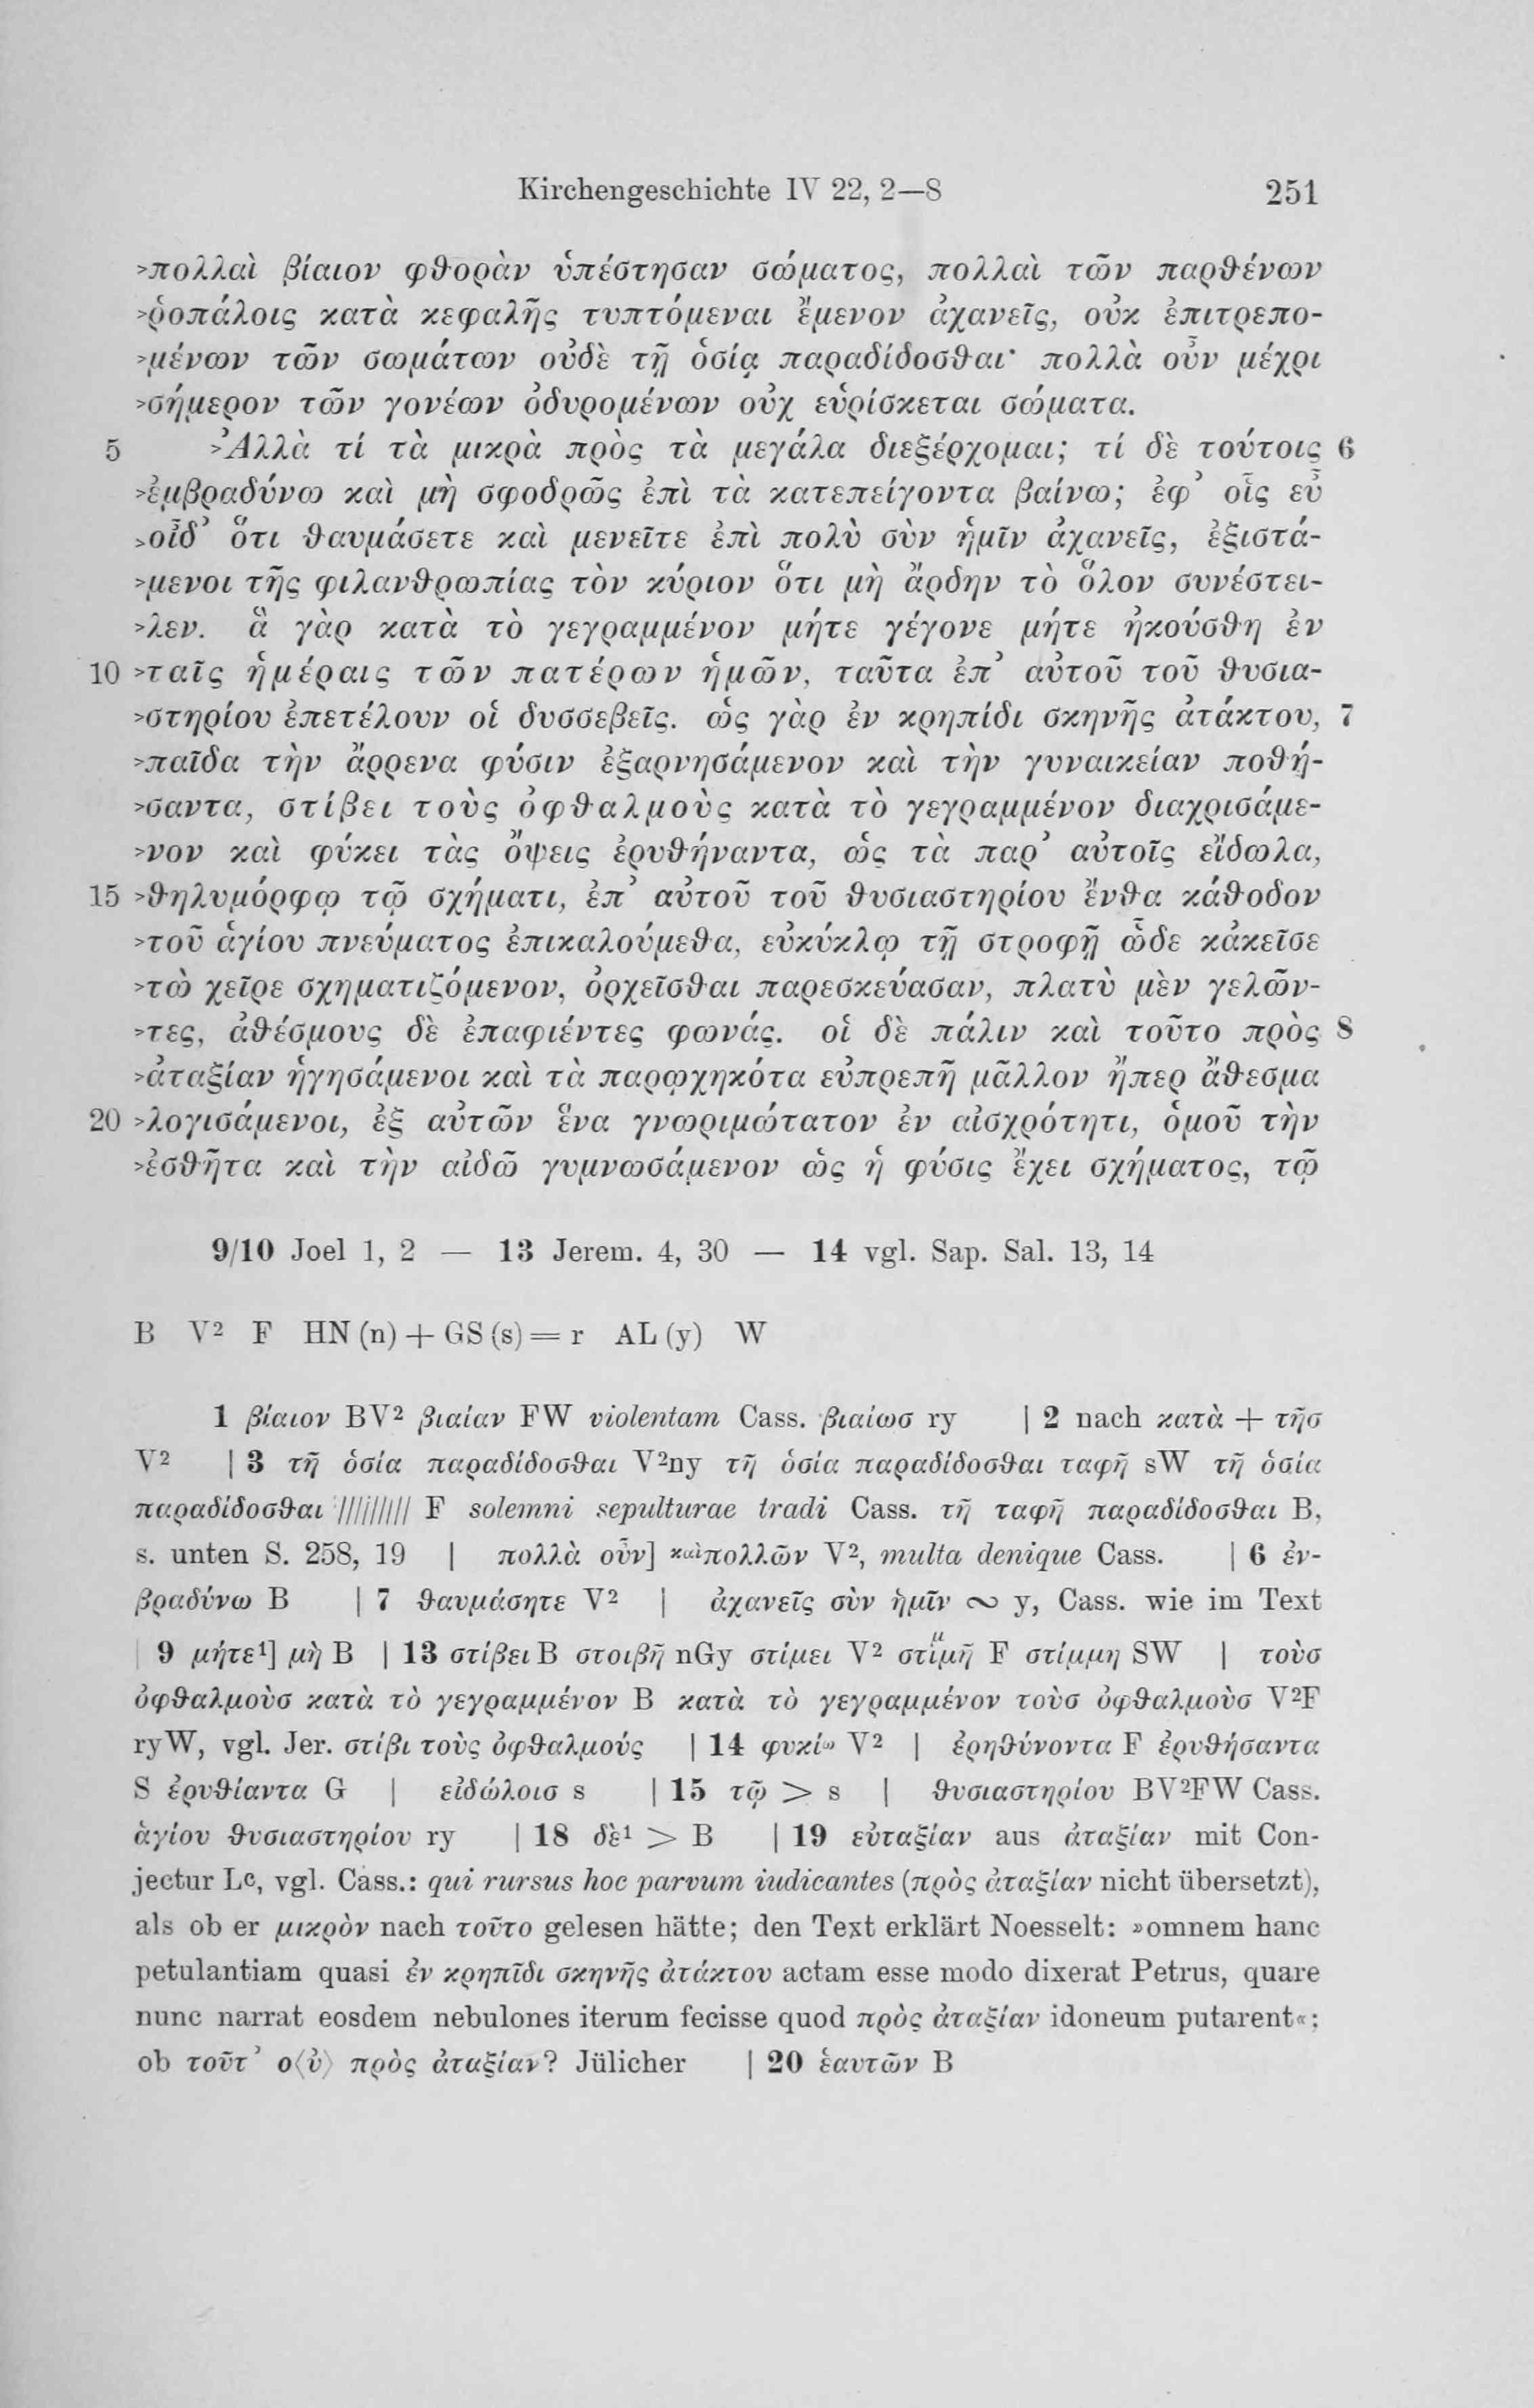 Kirchengeschichte IV 22, 2—8 251
>πολλαὶ βίαιον φθορὰν ὑπέστησαν σώματος, πολλαὶ τῶν παρθένων
>ῥοπάλοις κατὰ κεφαλῆς τυπτόμεναι ἔμενον ἀχανεῖς, οὐκ ἐπιτρεπο-
>μένων τῶν σωμάτων οὐδὲ τῇ ὁσίᾳ παραδίδοσθαι· πολλὰ οὖν μέχρι
>σήμερον τῶν γονέων ὀδυρομένων οὐχ εὑρίσκεται σώματα.
5 >Ἀλλὰ τί τὰ μικρὰ πρὸς τὰ μεγάλα διεξέρχομαι; τί δὲ τούτοις 6
>ἐμβραδύνω καὶ μὴ σφοδρῶς ἐπὶ τὰ κατεπείγοντα βαίνω; ἐφ’ οἷς εὖ
>οἶδ’ ὅτι θαυμάσετε καὶ μενεῖτε ἐπὶ πολὺ σὺν ἡμῖν ἀχανεῖς, ἐξιστά-
>μενοι τῆς φιλανθρωπίας τὸν κύριον ὅτι μὴ ἄρδην τὸ ὅλον συνέστει-
>λεν. ἃ γὰρ κατὰ τὸ γεγραμμένον μήτε γέγονε μήτε ἠκούσθη ἐν
10 >ταῖς ἡμέραις τῶν πατέρων ἡμῶν, ταῦτα ἐπ’ αὐτοῦ τοῦ θυσια-
>στηρίου ἐπετέλουν οἱ δυσσεβεῖς. ὡς γὰρ ἐν κρηπίδι σκηνῆς ἀτάκτου, 7
>παῖδα τὴν ἄρρενα φύσιν ἐξαρνησάμενον καὶ τὴν γυναικείαν ποθή-
>σαντα, στίβει τοὺς ὀφθαλμοὺς κατὰ τὸ γεγραμμένον διαχρισάμε-
>νον καὶ φύκει τὰς ὄψεις ἐρυθήναντα, ὡς τὰ παρ’ αὐτοῖς εἴδωλα,
15 >θηλυμόρφῳ τῷ σχήματι, ἐπ’ αὐτοῦ τοῦ θυσιαστηρίου ἔνθα κάθοδον
>τοῦ ἁγίου πνεύματος ἐπικαλούμεθα, εὐκύκλῳ τῇ στροφῇ ὧδε κἀκεῖσε
>τὼ χεῖρε σχηματιζόμενον, ὀρχεῖσθαι παρεσκεύασαν, πλατὺ μὲν γελῶν-
>τες, ἀθέσμους δὲ ἐπαφιέντες φωνάς. οἱ δὲ πάλιν καὶ τοῦτο πρὸς 8
>ἀταξίαν ἡγησάμενοι καὶ τὰ παρῳχηκότα εὐπρεπῆ μᾶλλον ἤπερ ἄθεσμα
20 >λογισάμενοι, ἐξ αὐτῶν ἕνα γνωριμώτατον ἐν αἰσχρότητι, ὁμοῦ τὴν
>ἐσθῆτα καὶ τὴν αἰδῶ γυμνωσάμενον ὡς ἡ φύσις ἔχει σχήματος, τῷ
9/10 Joel 1, 2 — 13 Jerem. 4, 30 — 14 vgl. Sap. Sal. 13, 14
B V² F HN (n) + GS (s) = r AL (y) W
1 βίαιον BV² βιαίαν FW violentam Cass. βιαίωσ ry | 2 nach κατὰ + τῆσ
V² | 3 τῆ ὁσία παραδίδοσθαι V²ny τῆ ὁσία παραδίδοσθαι ταφῆ sW τῆ ὁσία
παραδίδοσθαι ///////// F solemni sepulturae tradi Cass. τῆ ταφῆ παραδίδοσθαι B,
s. unten S. 258, 19 | πολλὰ οὖν] καὶπολλῶν V², multa denique Cass. | 6 ἐν-
βραδύνω B | 7 θαυμάσητε V² | ἀχανεῖς σὺν ἡμῖν ∾ y, Cass. wie im Text
| 9 μήτε¹] μὴ B | 13 στίβει B στοιβῆ nGy στίμει V² στιμμῆ F στίμμη SW | τοὺσ
ὀφθαλμοὺσ κατὰ τὸ γεγραμμένον B κατὰ τὸ γεγραμμένον τοὺσ ὀφθαλμοὺσ V²F
ryW, vgl. Jer. στίβι τοὺς ὀφθαλμούς | 14 φυκίω V² | ἐρηθύνοντα F ἐρυθήσαντα
S ἐρυθίαντα G | εἰδώλοισ s | 15 τῷ > s | θυσιαστηρίου BV²FW Cass.
ἁγίου θυσιαστηρίου ry | 18 δὲ¹ > B | 19 εὐταξίαν aus ἀταξίαν mit Con-
jectur Lᶜ, vgl. Cass.: qui rursus hoc parvum iudicantes (πρὸς ἀταξίαν nicht übersetzt),
als ob er μικρὸν nach τοῦτο gelesen hätte; den Text erklärt Noesselt: »omnem hanc
petulantiam quasi ἐν κρηπῖδι σκηνῆς ἀτάκτου actam esse modo dixerat Petrus, quare
nunc narrat eosdem nebulones iterum fecisse quod πρὸς ἀταξίαν idoneum putarent«;
ob τοῦτ’ ο⟨ὐ⟩ πρὸς ἀταξίαν? Jülicher | 20 ἑαυτῶν B